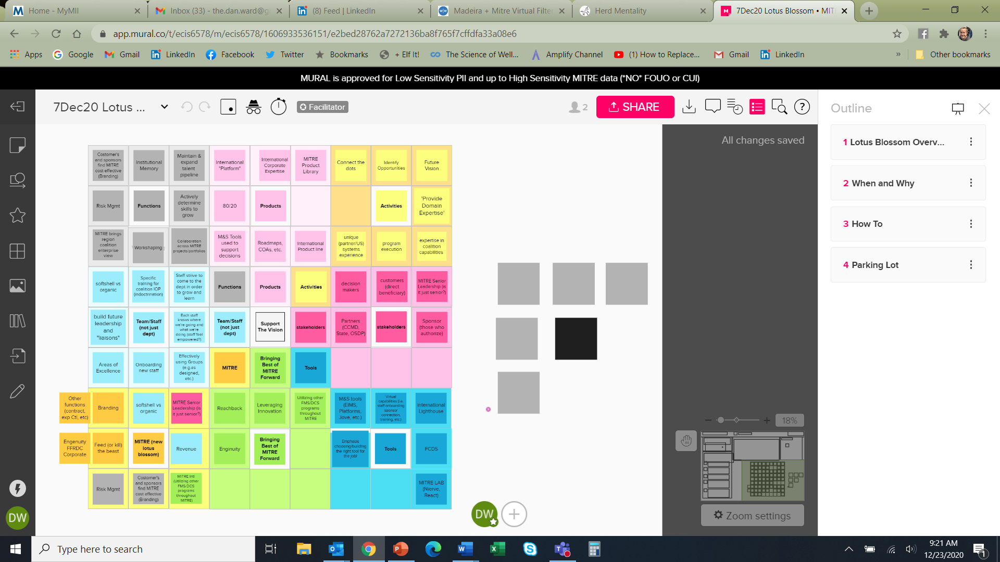 Home - MyMII
Inbox (33) - the.dan.ward@g
(8) Feed | LinkedIn
Madeira + Mitre Virtual Filte
Herd Mentality
7Dec20 Lotus Blossom • MIT
app.mural.co/t/ecis6578/m/ecis6578/1606933536151/e2bed28762a7272136ba8f765f7cffdfa33a08e6
Apps
Google
Gmail
LinkedIn
Facebook
Twitter
Bookmarks
+ Elf It!
The Science of Well...
Amplify Channel
(1) How to Replace...
Gmail
LinkedIn
»
Other bookmarks
MURAL is approved for Low Sensitivity PII and up to High Sensitivity MITRE data (*NO* FOUO or CUI)
7Dec20 Lotus ...
Facilitator
2
SHARE
?
Outline
All changes saved
1 Lotus Blossom Overv...
2 When and Why
3 How To
4 Parking Lot
Costomer's
and sponsors
find MITRE
cost effective
(Branding)
Institutional
Memory
Maintain &
expand
talent
pipeline
International
"Platform"
International
Corporate
Expertise
MITRE
Product
Library
Connect the
dots
Identify
Opportunities
Future
Vision
Risk Mgmt
Functions
Actively
determine
skills to
grow
80/20
Products
Activities
'Provide
Domain
Expertise'
MITRE brings
region
coalition
enterprise
view
Workshaping
Collaboration
across MITRE
projects/portfolios
M&S Tools
used to
support
decisions
Roadmaps,
COAs, etc.
International
Product line
unique
(partner/US)
systems
experience
program
execution
expertise in
coalition
capabilities
softshell vs
organic
Specific
training for
coalition IOP
(indoctrination)
Staff strive to
come to the
dept in order
to grow and
learn
Functions
Products
Activities
decision
makers
customers
(direct
beneficiary)
MITRE Senior
Leadership (is
it just senior?)
build future
leadership
and
"liaisons"
Team/Staff
(not just
dept)
Each staff
knows where
we're going and
what we're
doing (staff feel
empowered?)
Team/Staff
(not just
dept)
Support
The Vision
stakeholders
Partners
(CCMD,
State, OSDP)
stakeholders
Sponsor
(those who
authorize)
Areas of
Excellence
Onboarding
new staff
Effectively
using Groups
(e.g.as
designed,
etc.)
MITRE
Bringing
Best of
MITRE
Forward
Tools
Other
functions
(contract,
exp Ctl, etc)
Branding
softshell vs
organic
MITRE Senior
Leadership (is
it just senior?)
Reachback
Leveraging
Innovation
Utilizing other
FMS/DCS
programs
throughout
MITRE
M&S tools
(EIMS,
Platforms,
Jove, etc.)
Virtual
capabilities (i.e.
staff onboarding
sponsor
connection,
training, etc.)
International
Lighthouse
Engenuity
FFRDC
Corporate
Feed (or kill)
the beast
MITRE (new
lotus
blossom)
Revenue
Enginuity
Bringing
Best of
MITRE
Forward
Emphasis
choosing/building
the right tool for
the job!
Tools
FCDS
Risk Mgmt
Costomer's
and sponsors
find MITRE
cost effective
(Branding)
MITRE Intl
(Utilizing other
FMS/DCS
programs
throughout
MITRE)
MITRE LAB
(Nierve,
React)
18%
Zoom settings
DW
DW
Type here to search
9:21 AM
12/23/2020
1